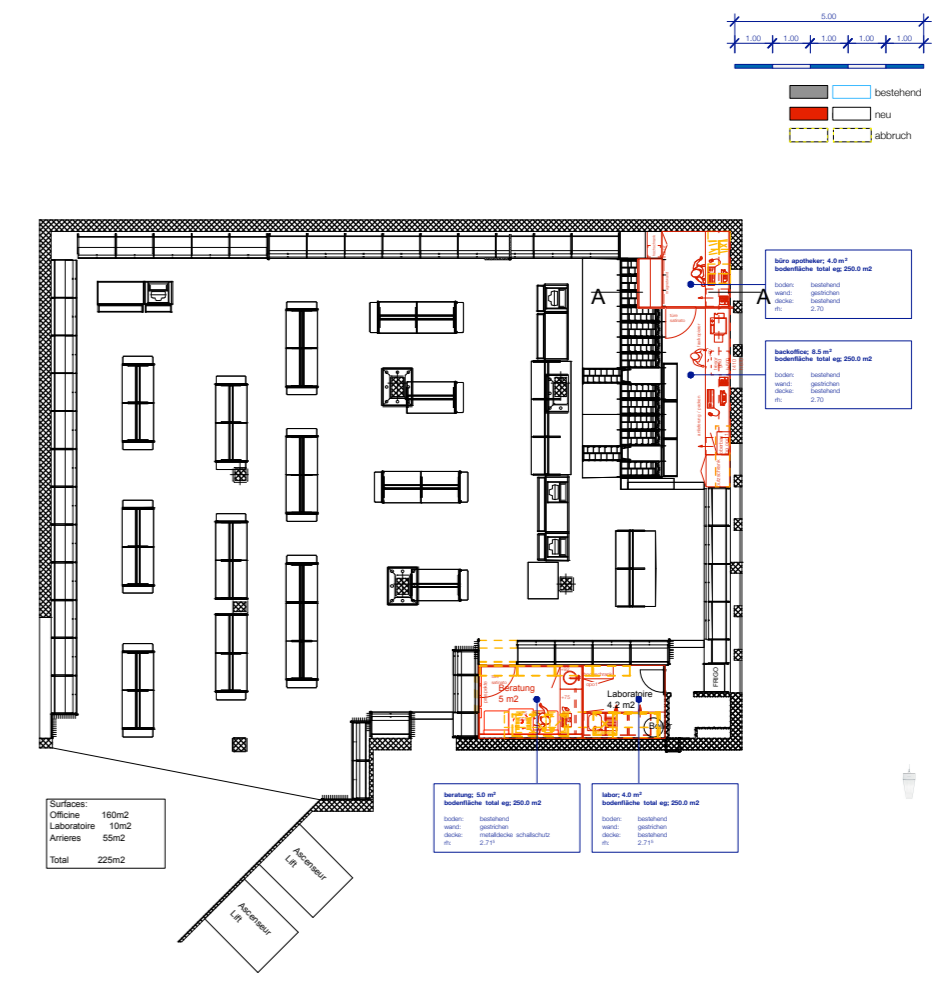 5.00
1.00 1.00 1.00 1.00 1.00
bestehend
neu
abbruch
büro apotheker; 4.0 m²
bodenfläche total eg; 250.0 m2
boden: bestehend
wand: gestrichen
decke: bestehend
rh: 2.70
A A
backoffice; 8.5 m²
bodenfläche total eg; 250.0 m2
boden: bestehend
wand: gestrichen
decke: bestehend
rh: 2.70
FRIGO
Beratung
5 m2
Laboratoire
4.2 m2
+75
beratung; 5.0 m²
bodenfläche total eg; 250.0 m2
boden: bestehend
wand: gestrichen
decke: metalldecke schallschutz
rh: 2.71⁵
labor; 4.0 m²
bodenfläche total eg; 250.0 m2
boden: bestehend
wand: gestrichen
decke: bestehend
rh: 2.71⁵
Surfaces:
Officine 160m2
Laboratoire 10m2
Arrieres 55m2
Total 225m2
Ascenseur
Lift
Ascenseur
Lift